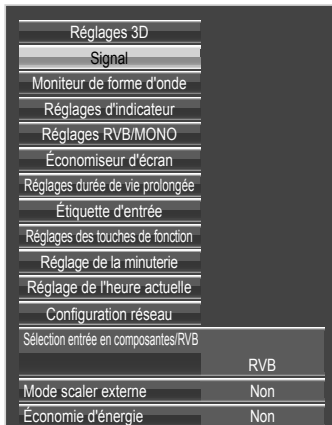 Réglages 3D
Signal
Moniteur de forme d'onde
Réglages d'indicateur
Réglages RVB/MONO
Économiseur d'écran
Réglages durée de vie prolongée
Étiquette d'entrée
Réglages des touches de fonction
Réglage de la minuterie
Réglage de l'heure actuelle
Configuration réseau
Sélection entrée en composantes/RVB
RVB
Mode scaler externe Non
Économie d'énergie Non